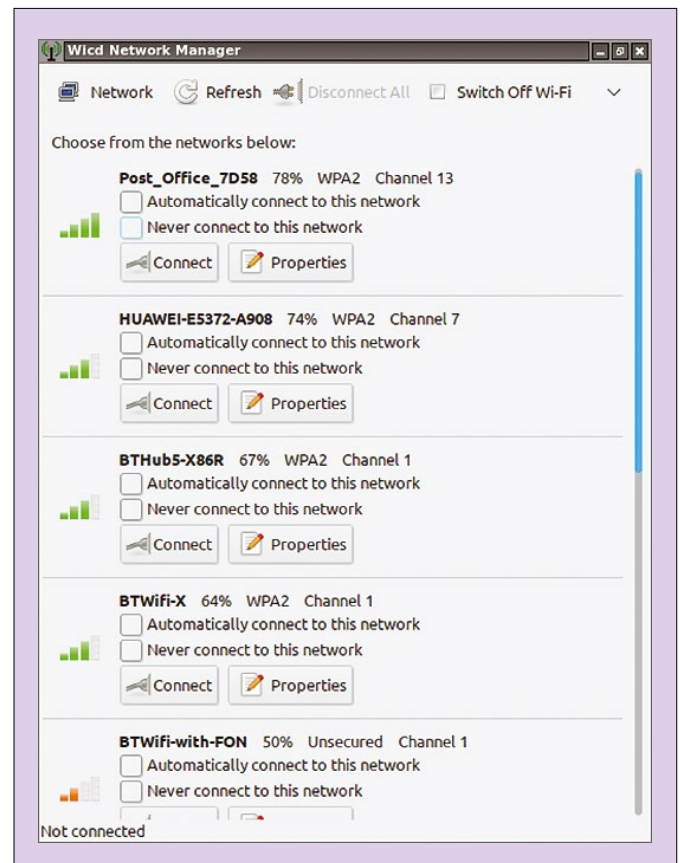 Wicd Network Manager
Network Refresh Disconnect All Switch Off Wi-Fi
Choose from the networks below:
Post_Office_7D58 78% WPA2 Channel 13
Automatically connect to this network
Never connect to this network
Connect Properties
HUAWEI-E5372-A908 74% WPA2 Channel 7
Automatically connect to this network
Never connect to this network
Connect Properties
BTHub5-X86R 67% WPA2 Channel 1
Automatically connect to this network
Never connect to this network
Connect Properties
BTWifi-X 64% WPA2 Channel 1
Automatically connect to this network
Never connect to this network
Connect Properties
BTWifi-with-FON 50% Unsecured Channel 1
Automatically connect to this network
Never connect to this network
Not connected